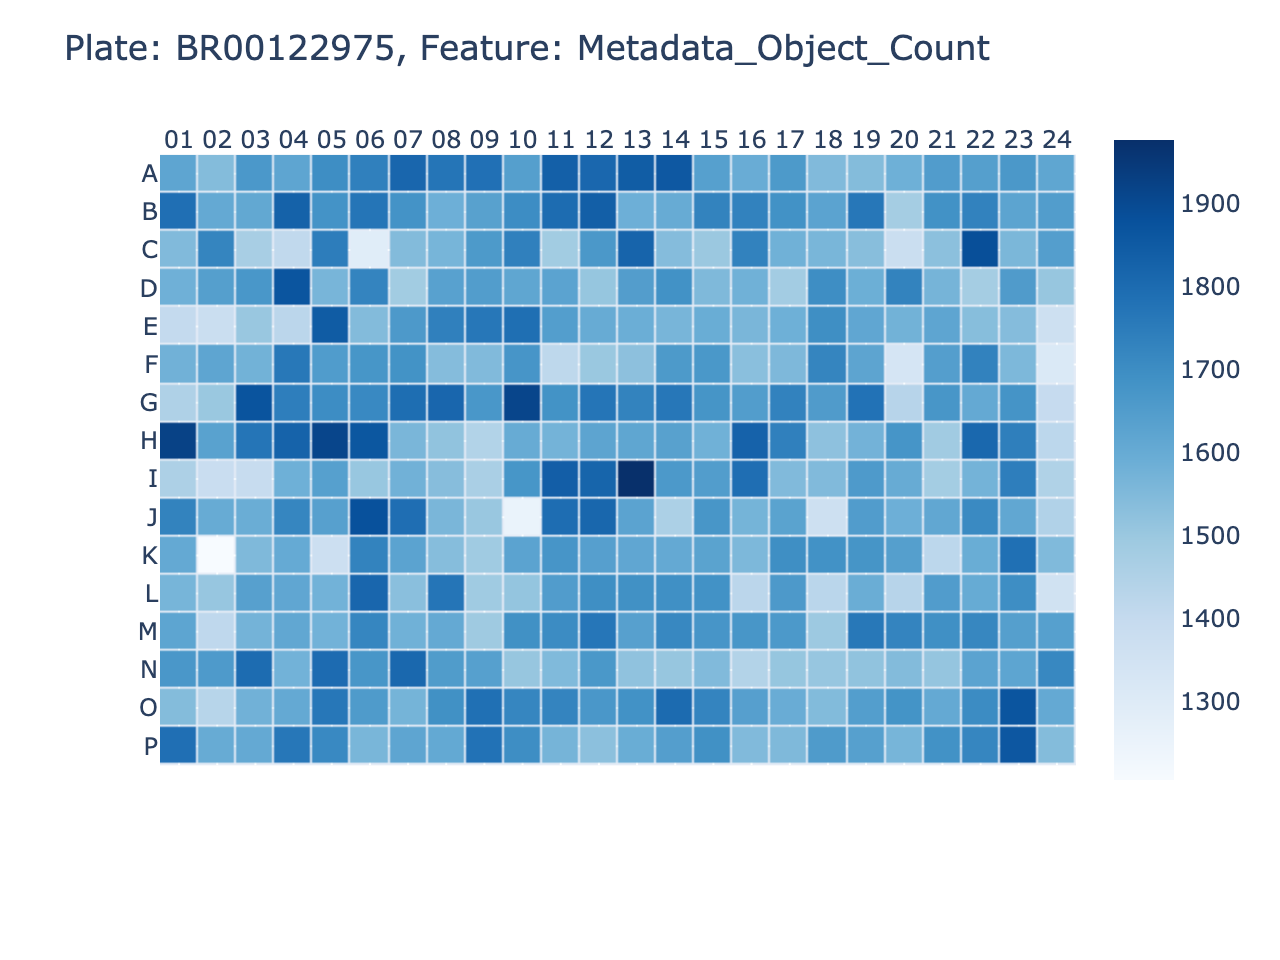 Plate: BR00122975, Feature: Metadata_Object_Count
01 02 03 04 05 06 07 08 09 10 11 12 13 14 15 16 17 18 19 20 21 22 23 24
A
B
C
D
E
F
G
H
I
J
K
L
M
N
O
P
1900
1800
1700
1600
1500
1400
1300